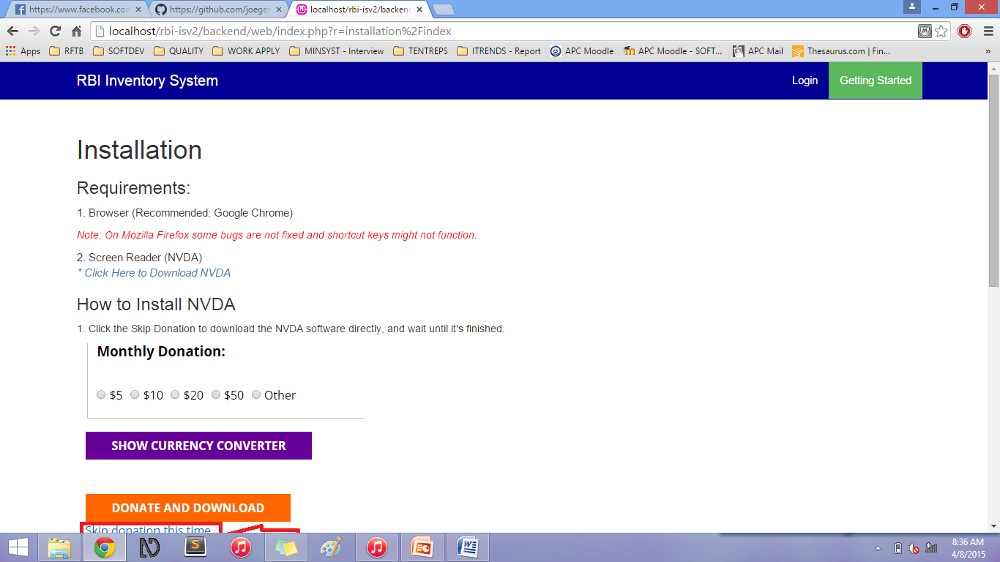 https://www.facebook.con
https://github.com/joege
localhost/rbi-isv2/backen
localhost/rbi-isv2/backend/web/index.php?r=installation%2Findex
Apps RFTB SOFTDEV QUALITY WORK APPLY MINSYST - Interview TENTREPS ITRENDS - Report APC Moodle APC Moodle - SOFT... APC Mail Thesaurus.com | Fin... »
RBI Inventory System
Login
Getting Started
Installation
Requirements:
1. Browser (Recommended: Google Chrome)
Note: On Mozilla Firefox some bugs are not fixed and shortcut keys might not function.
2. Screen Reader (NVDA)
* Click Here to Download NVDA
How to Install NVDA
1. Click the Skip Donation to download the NVDA software directly, and wait until it's finished.
Monthly Donation:
$5 $10 $20 $50 Other
SHOW CURRENCY CONVERTER
DONATE AND DOWNLOAD
Skip donation this time
8:36 AM
4/8/2015